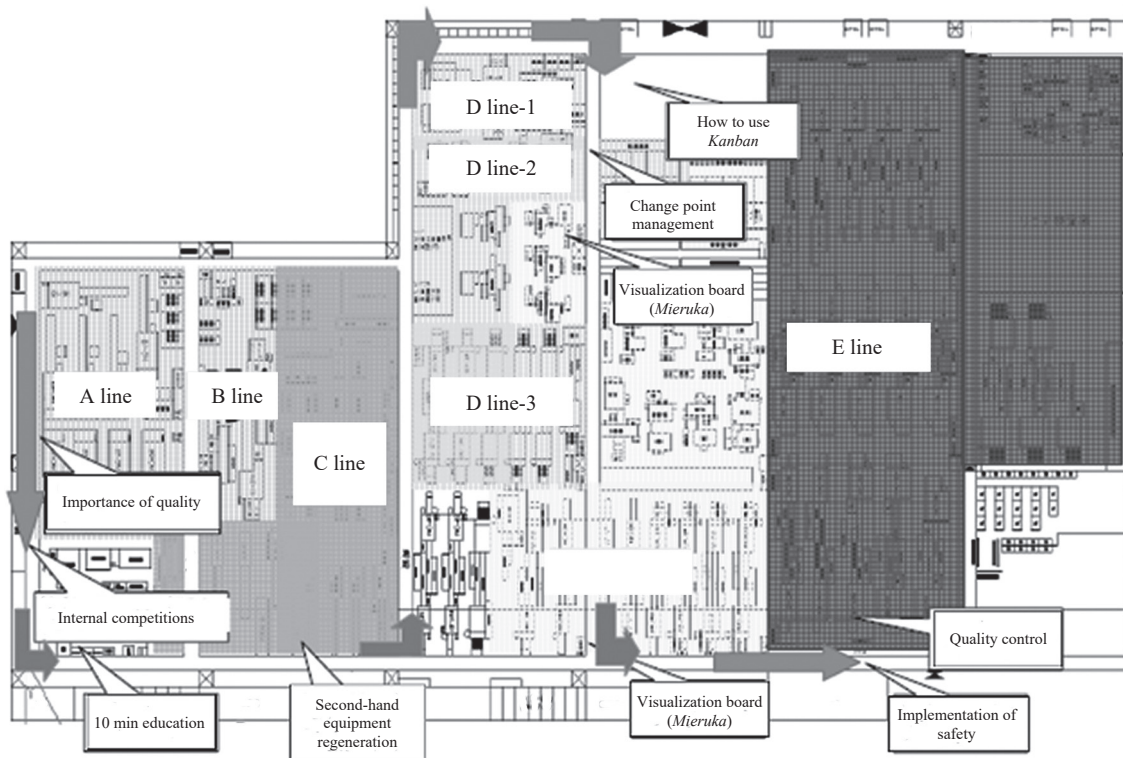 D line-1
How to use
Kanban
D line-2
Change point
management
Visualization board
(Mieruka)
E line
A line
B line
D line-3
C line
Importance of quality
Internal competitions
Quality control
10 min education
Second-hand
equipment
regeneration
Visualization board
(Mieruka)
Implementation of
safety